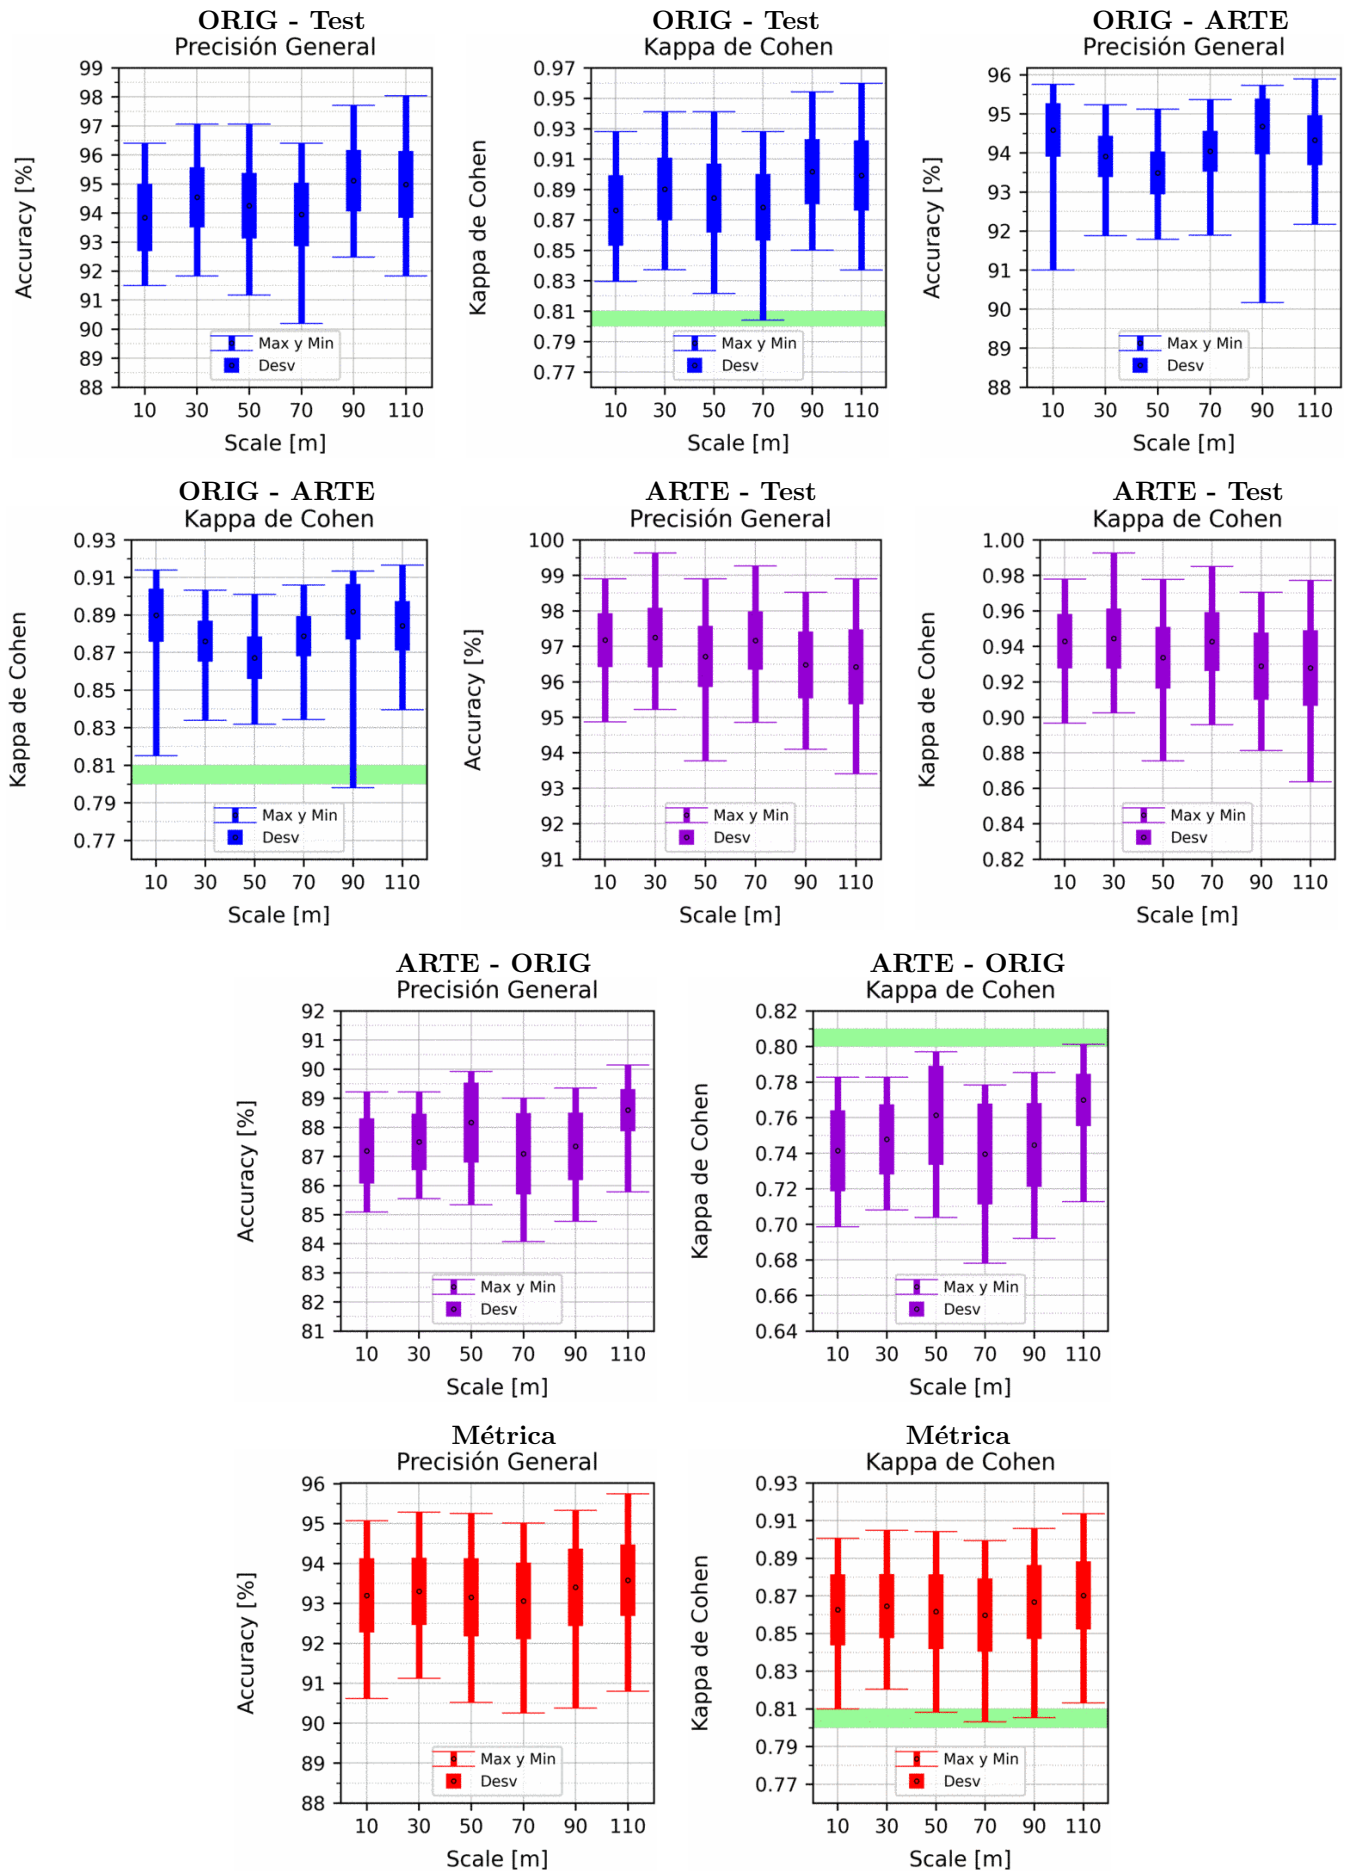 ORIG - Test
Precisión General
Accuracy [%]
99
98
97
96
95
94
93
92
91
90
89
88
Max y Min
Desv
10 30 50 70 90 110
Scale [m]
ORIG - Test
Kappa de Cohen
Kappa de Cohen
0.97
0.95
0.93
0.91
0.89
0.87
0.85
0.83
0.81
0.79
0.77
Max y Min
Desv
10 30 50 70 90 110
Scale [m]
ORIG - ARTE
Precisión General
Accuracy [%]
96
95
94
93
92
91
90
89
88
Max y Min
Desv
10 30 50 70 90 110
Scale [m]
ORIG - ARTE
Kappa de Cohen
Kappa de Cohen
0.93
0.91
0.89
0.87
0.85
0.83
0.81
0.79
0.77
Max y Min
Desv
10 30 50 70 90 110
Scale [m]
ARTE - Test
Precisión General
Accuracy [%]
100
99
98
97
96
95
94
93
92
91
Max y Min
Desv
10 30 50 70 90 110
Scale [m]
ARTE - Test
Kappa de Cohen
Kappa de Cohen
1.00
0.98
0.96
0.94
0.92
0.90
0.88
0.86
0.84
0.82
Max y Min
Desv
10 30 50 70 90 110
Scale [m]
ARTE - ORIG
Precisión General
Accuracy [%]
92
91
90
89
88
87
86
85
84
83
82
81
Max y Min
Desv
10 30 50 70 90 110
Scale [m]
ARTE - ORIG
Kappa de Cohen
Kappa de Cohen
0.82
0.80
0.78
0.76
0.74
0.72
0.70
0.68
0.66
0.64
Max y Min
Desv
10 30 50 70 90 110
Scale [m]
Métrica
Precisión General
Accuracy [%]
96
95
94
93
92
91
90
89
88
Max y Min
Desv
10 30 50 70 90 110
Scale [m]
Métrica
Kappa de Cohen
Kappa de Cohen
0.93
0.91
0.89
0.87
0.85
0.83
0.81
0.79
0.77
Max y Min
Desv
10 30 50 70 90 110
Scale [m]